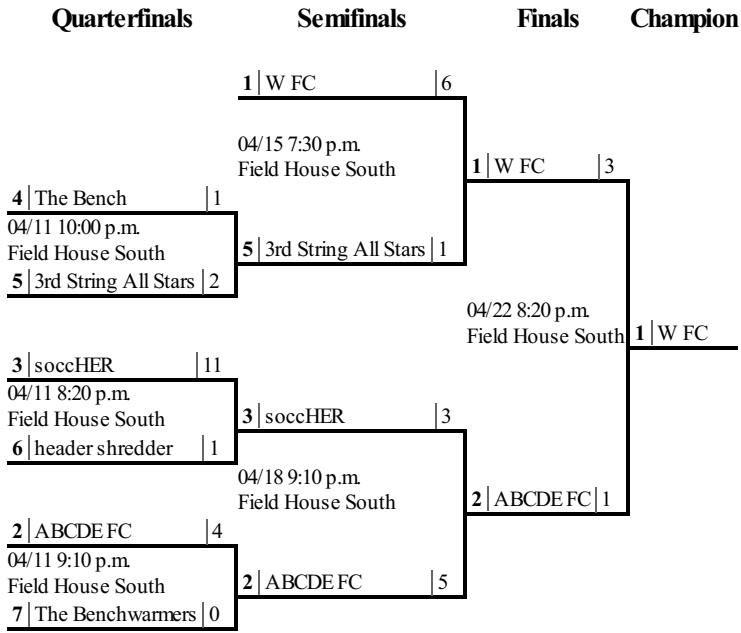 Quarterfinals Semifinals Finals Champion
1 W FC 6
04/15 7:30 p.m.
Field House South
1 W FC 3
4 The Bench 1
04/11 10:00 p.m.
Field House South
5 3rd String All Stars 1
5 3rd String All Stars 2
04/22 8:20 p.m.
Field House South
1 W FC
3 soccHER 11
04/11 8:20 p.m.
Field House South
3 soccHER 3
6 header shredder 1
04/18 9:10 p.m.
Field House South
2 ABCDE FC 1
2 ABCDE FC 4
04/11 9:10 p.m.
Field House South
2 ABCDE FC 5
7 The Benchwarmers 0